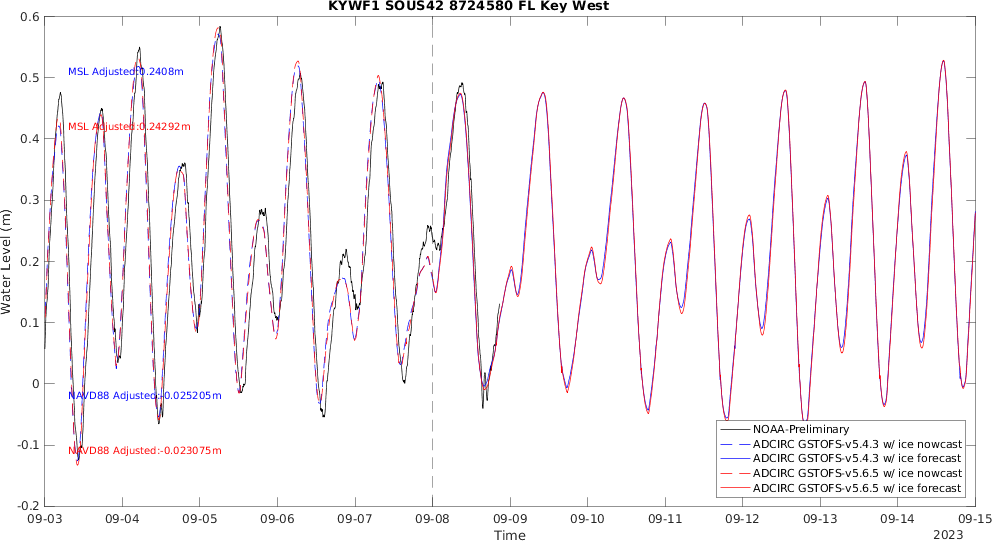 KYWF1 SOUS42 8724580 FL Key West
0.6
0.5
0.4
0.3
0.2
0.1
0
-0.1
-0.2
Water Level (m)
MSL Adjusted:0.2408m
MSL Adjusted:0.24292m
NAVD88 Adjusted:-0.025205m
NAVD88 Adjusted:-0.023075m
NOAA-Preliminary
ADCIRC GSTOFS-v5.4.3 w/ ice nowcast
ADCIRC GSTOFS-v5.4.3 w/ ice forecast
ADCIRC GSTOFS-v5.6.5 w/ ice nowcast
ADCIRC GSTOFS-v5.6.5 w/ ice forecast
09-03 09-04 09-05 09-06 09-07 09-08 09-09 09-10 09-11 09-12 09-13 09-14 09-15
Time
2023